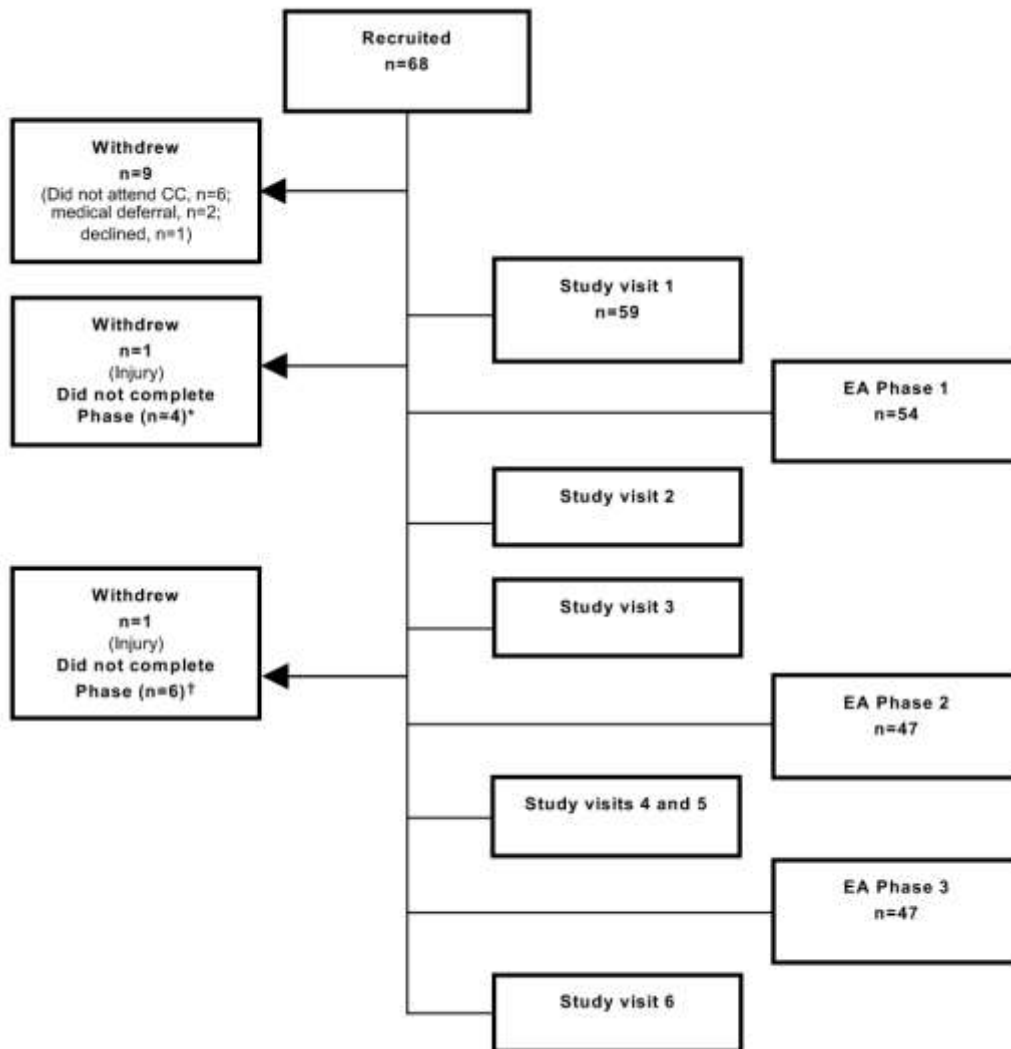 Recruited
n=68
Withdrew
n=9
(Did not attend CC, n=6;
medical deferral, n=2;
declined, n=1)
Study visit 1
n=59
Withdrew
n=1
(Injury)
Did not complete
Phase (n=4)*
EA Phase 1
n=54
Study visit 2
Study visit 3
Withdrew
n=1
(Injury)
Did not complete
Phase (n=6)†
EA Phase 2
n=47
Study visits 4 and 5
EA Phase 3
n=47
Study visit 6